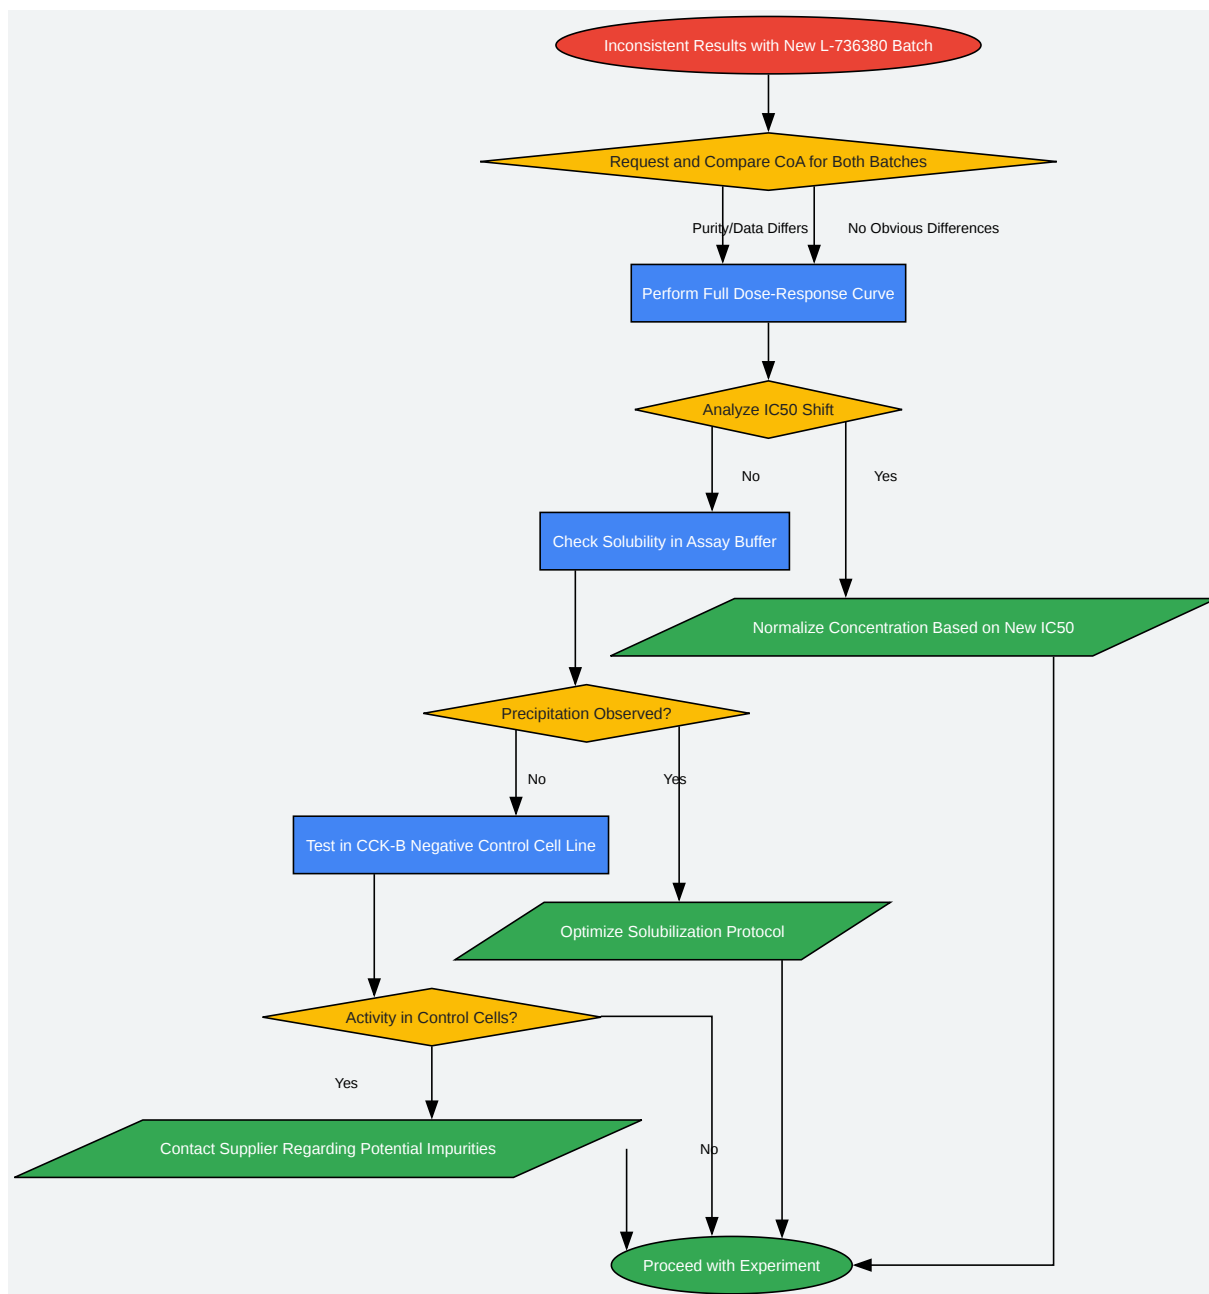 Inconsistent Results with New L-736380 Batch
Request and Compare CoA for Both Batches
Purity/Data Differs
No Obvious Differences
Perform Full Dose-Response Curve
Analyze IC50 Shift
No
Yes
Check Solubility in Assay Buffer
Normalize Concentration Based on New IC50
Precipitation Observed?
No
Yes
Test in CCK-B Negative Control Cell Line
Optimize Solubilization Protocol
Activity in Control Cells?
Yes
Contact Supplier Regarding Potential Impurities
No
Proceed with Experiment